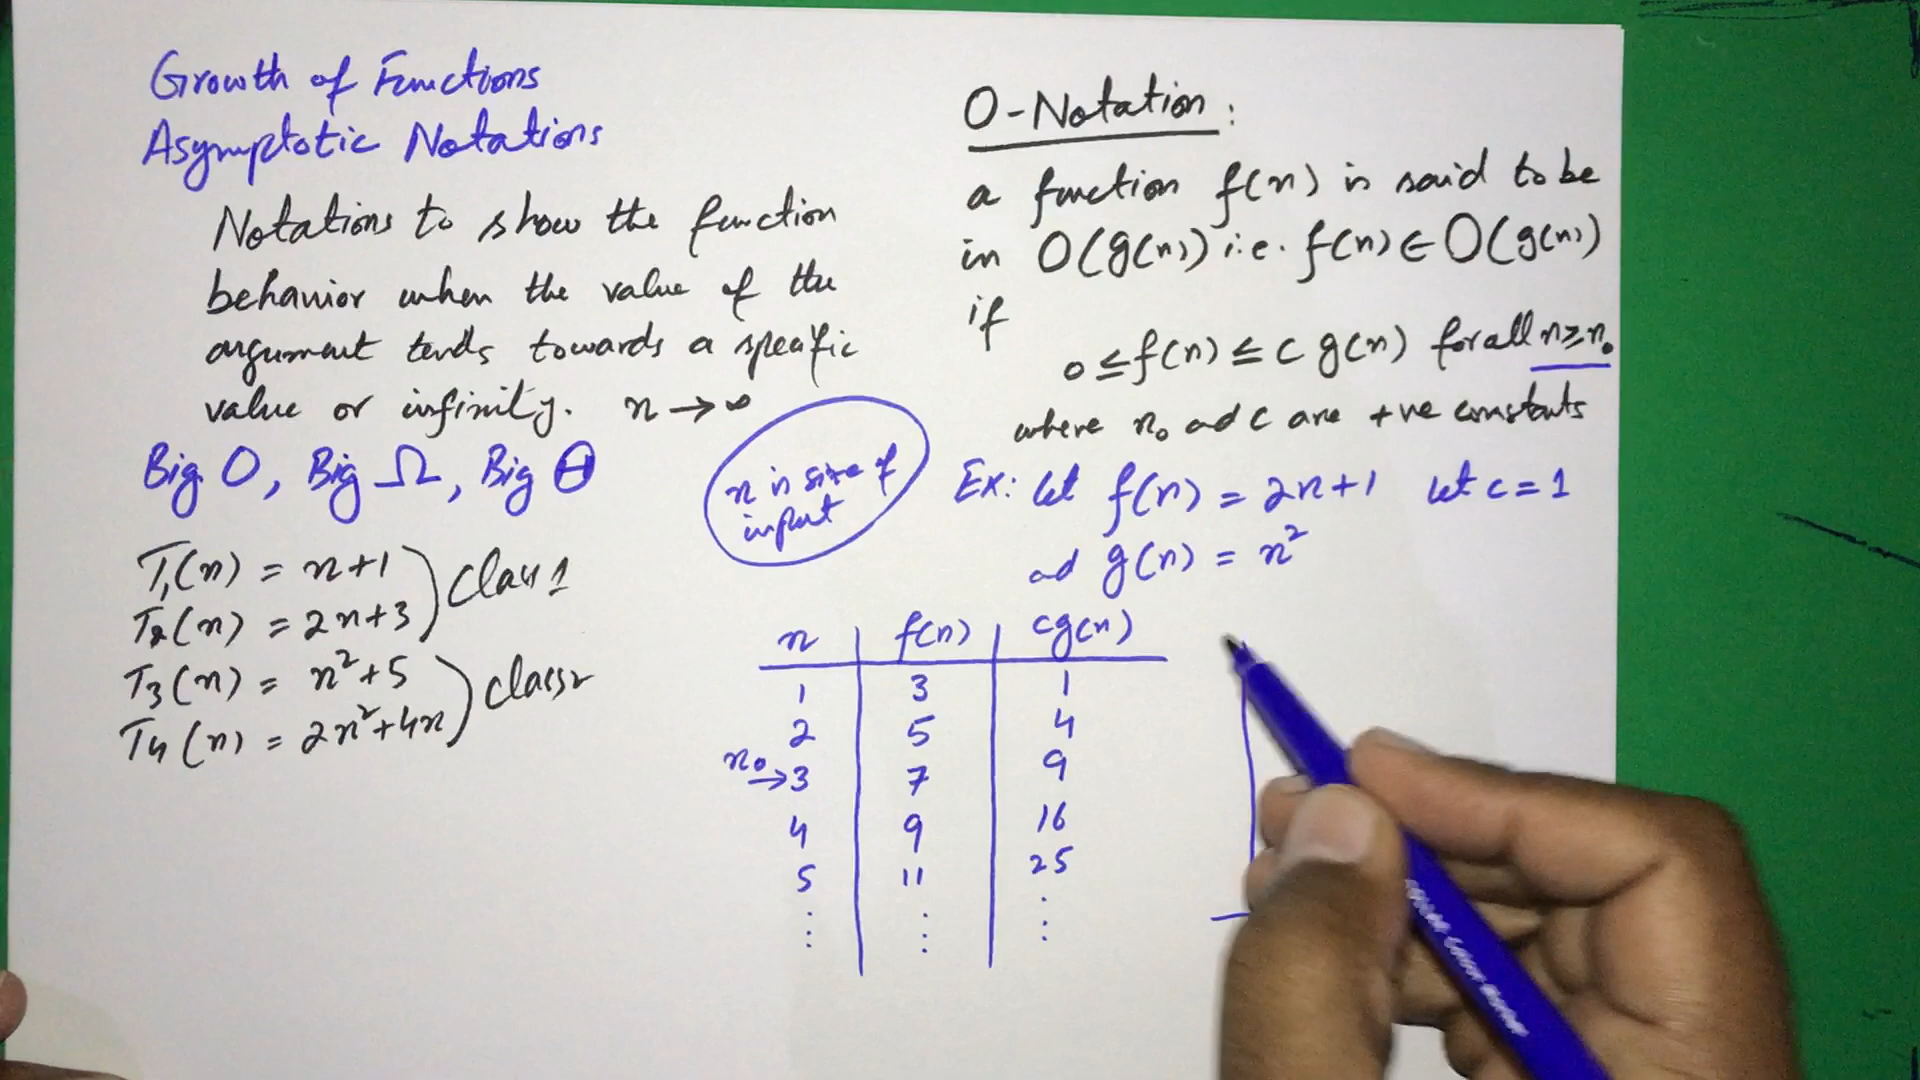 Growth of Functions
Asymptotic Notations
Notations to show the function
behavior when the value of the
argument tends towards a specific
value or infinity. n → ∞
Big O, Big Ω, Big Θ
n is size of
input
T₁(n) = n+1
T₂(n) = 2n+3
Class 1
T₃(n) = n²+5
T₄(n) = 2n²+4n
class2
O-Notation:
a function f(n) is said to be
in O(g(n)) i.e. f(n) ∈ O(g(n))
if
0 ≤ f(n) ≤ c g(n) for all n ≥ n₀
where n₀ ad c are +ve constants
Ex: let f(n) = 2n+1 let c = 1
ad g(n) = n²
n f(n) cg(n)
1 3 1
2 5 4
n₀ → 3 7 9
4 9 16
5 11 25
⋮ ⋮ ⋮